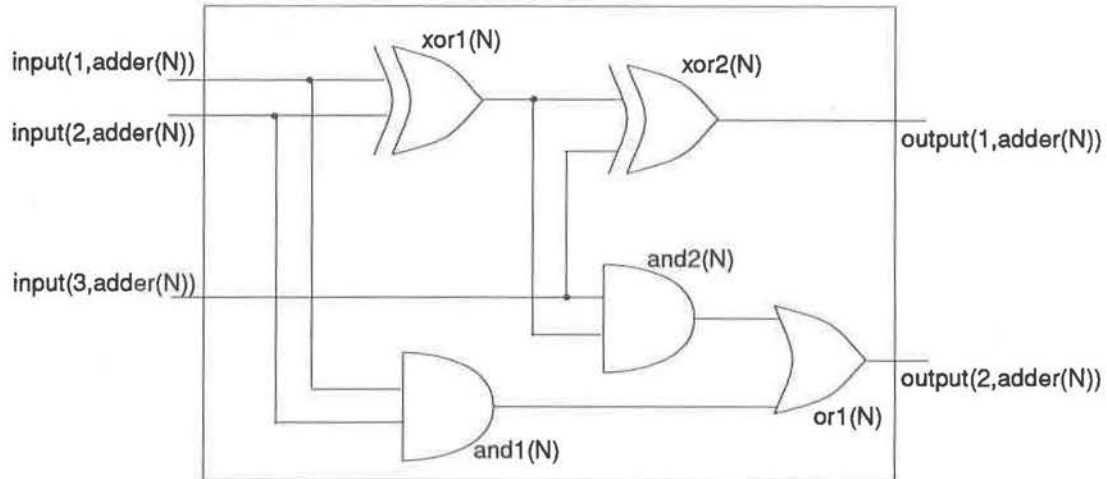 xor1(N)
input(1,adder(N))
xor2(N)
input(2,adder(N))
output(1,adder(N))
and2(N)
input(3,adder(N))
output(2,adder(N))
or1(N)
and1(N)